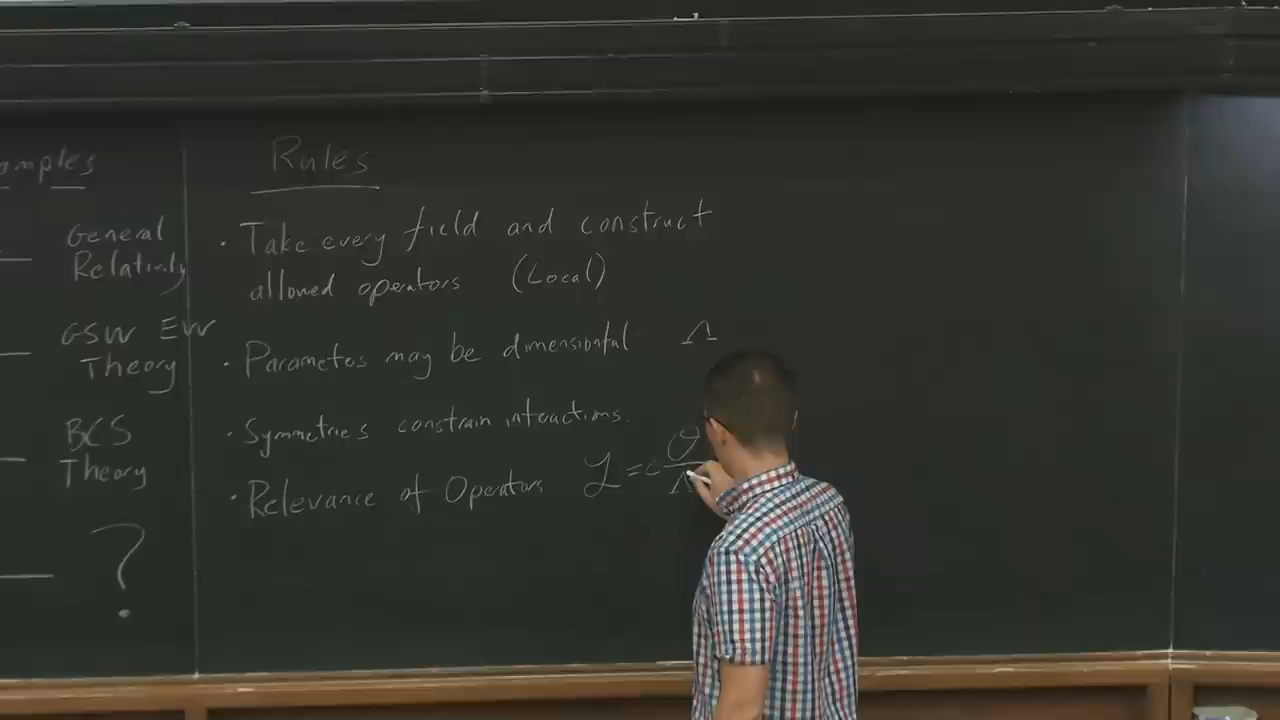 amples
General
Relativity
GSW EW
Theory
BCS
Theory
?
Rules
• Take every field and construct
allowed operators (Local)
• Parameters may be dimensionful Λ
• Symmetries constrain interactions.
• Relevance of Operators ℒ = c 𝒪/Λ